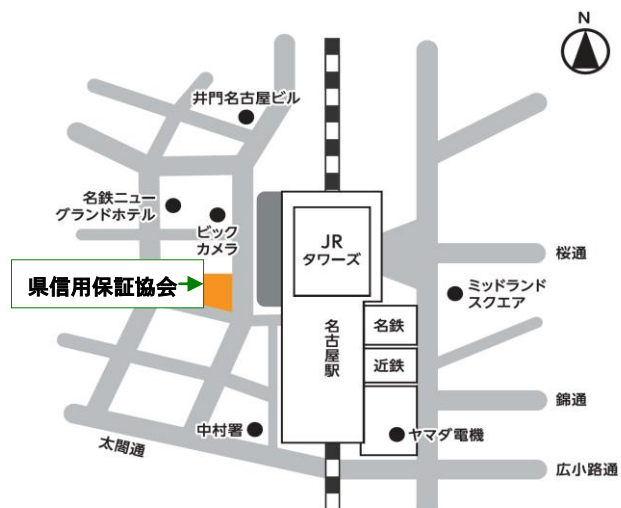 N
井門名古屋ビル
名鉄ニュー
グランドホテル
ビック
カメラ
JR
タワーズ
桜通
県信用保証協会
ミッドランド
スクエア
名古屋駅
名鉄
近鉄
錦通
中村署
ヤマダ電機
太閤通
広小路通